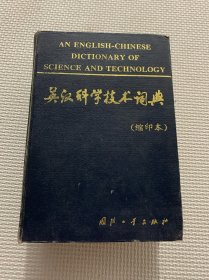 AN ENGLISH-CHINESE
DICTIONARY OF
SCIENCE AND TECHNOLOGY
英汉科学技术词典
(缩印本)
国防工业出版社